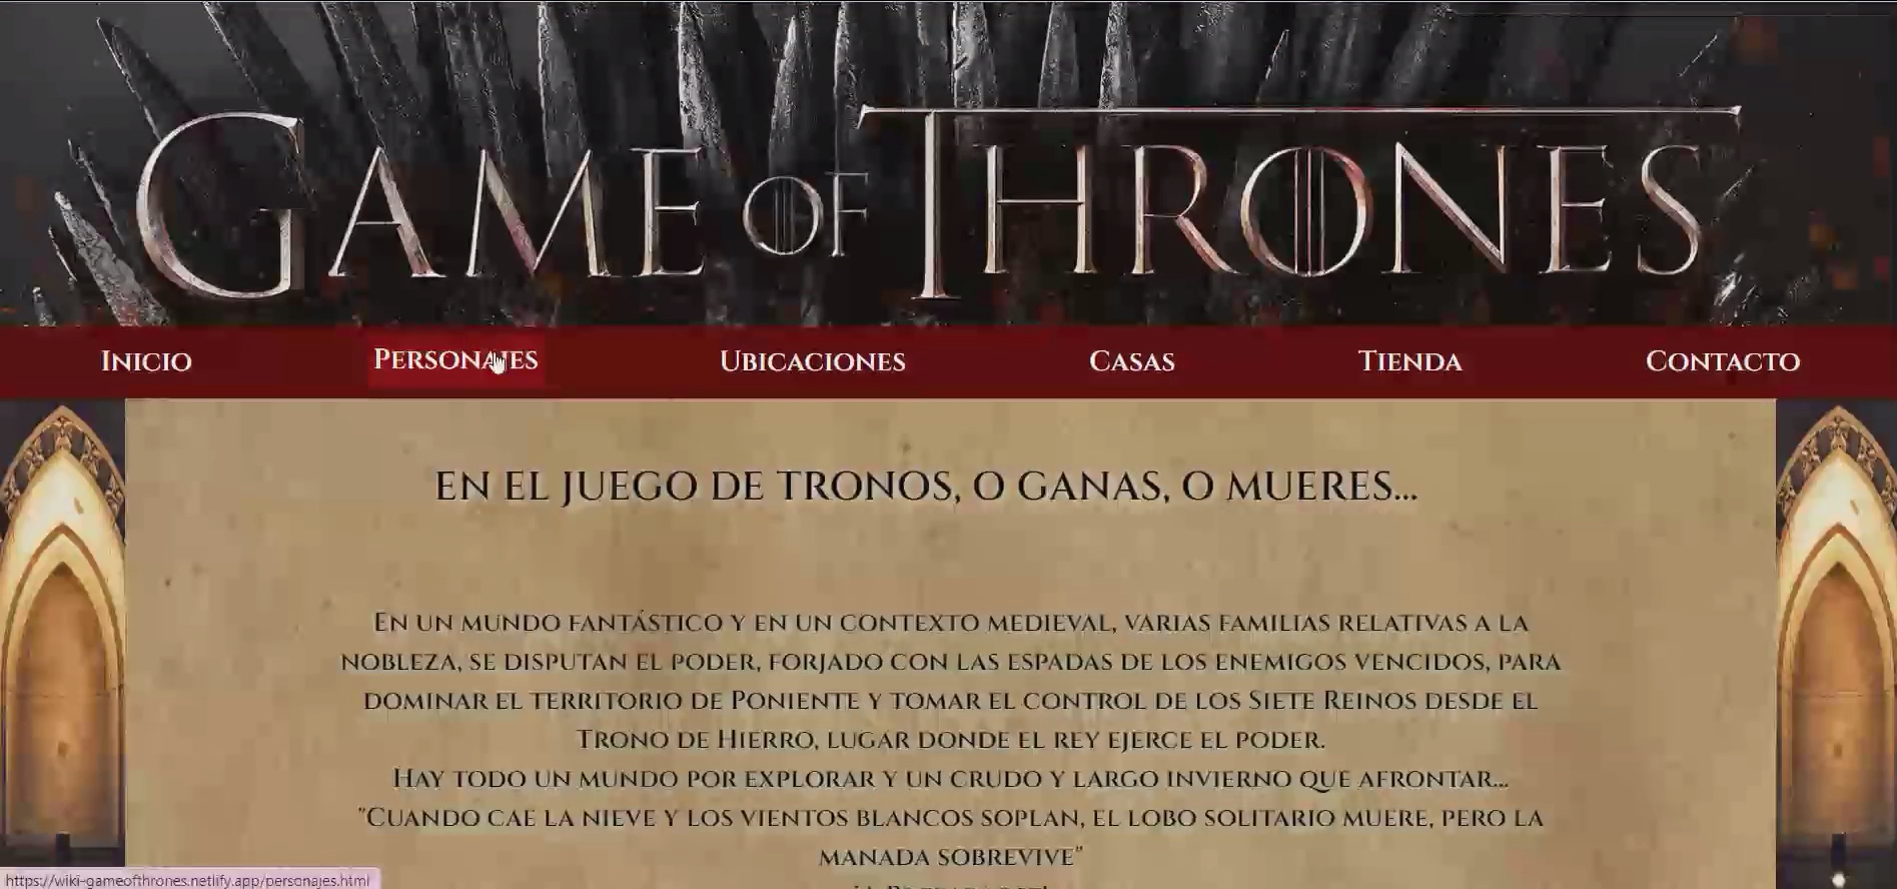 Game of Thrones
Inicio
Personajes
Ubicaciones
Casas
Tienda
Contacto
En el juego de tronos, o ganas, o mueres...
En un mundo fantástico y en un contexto medieval, varias familias relativas a la
nobleza, se disputan el poder, forjado con las espadas de los enemigos vencidos, para
dominar el territorio de Poniente y tomar el control de los Siete Reinos desde el
Trono de Hierro, lugar donde el rey ejerce el poder.
Hay todo un mundo por explorar y un crudo y largo invierno que afrontar...
"Cuando cae la nieve y los vientos blancos soplan, el lobo solitario muere, pero la
manada sobrevive"
https://wiki-gameofthrones.netlify.app/personajes.html